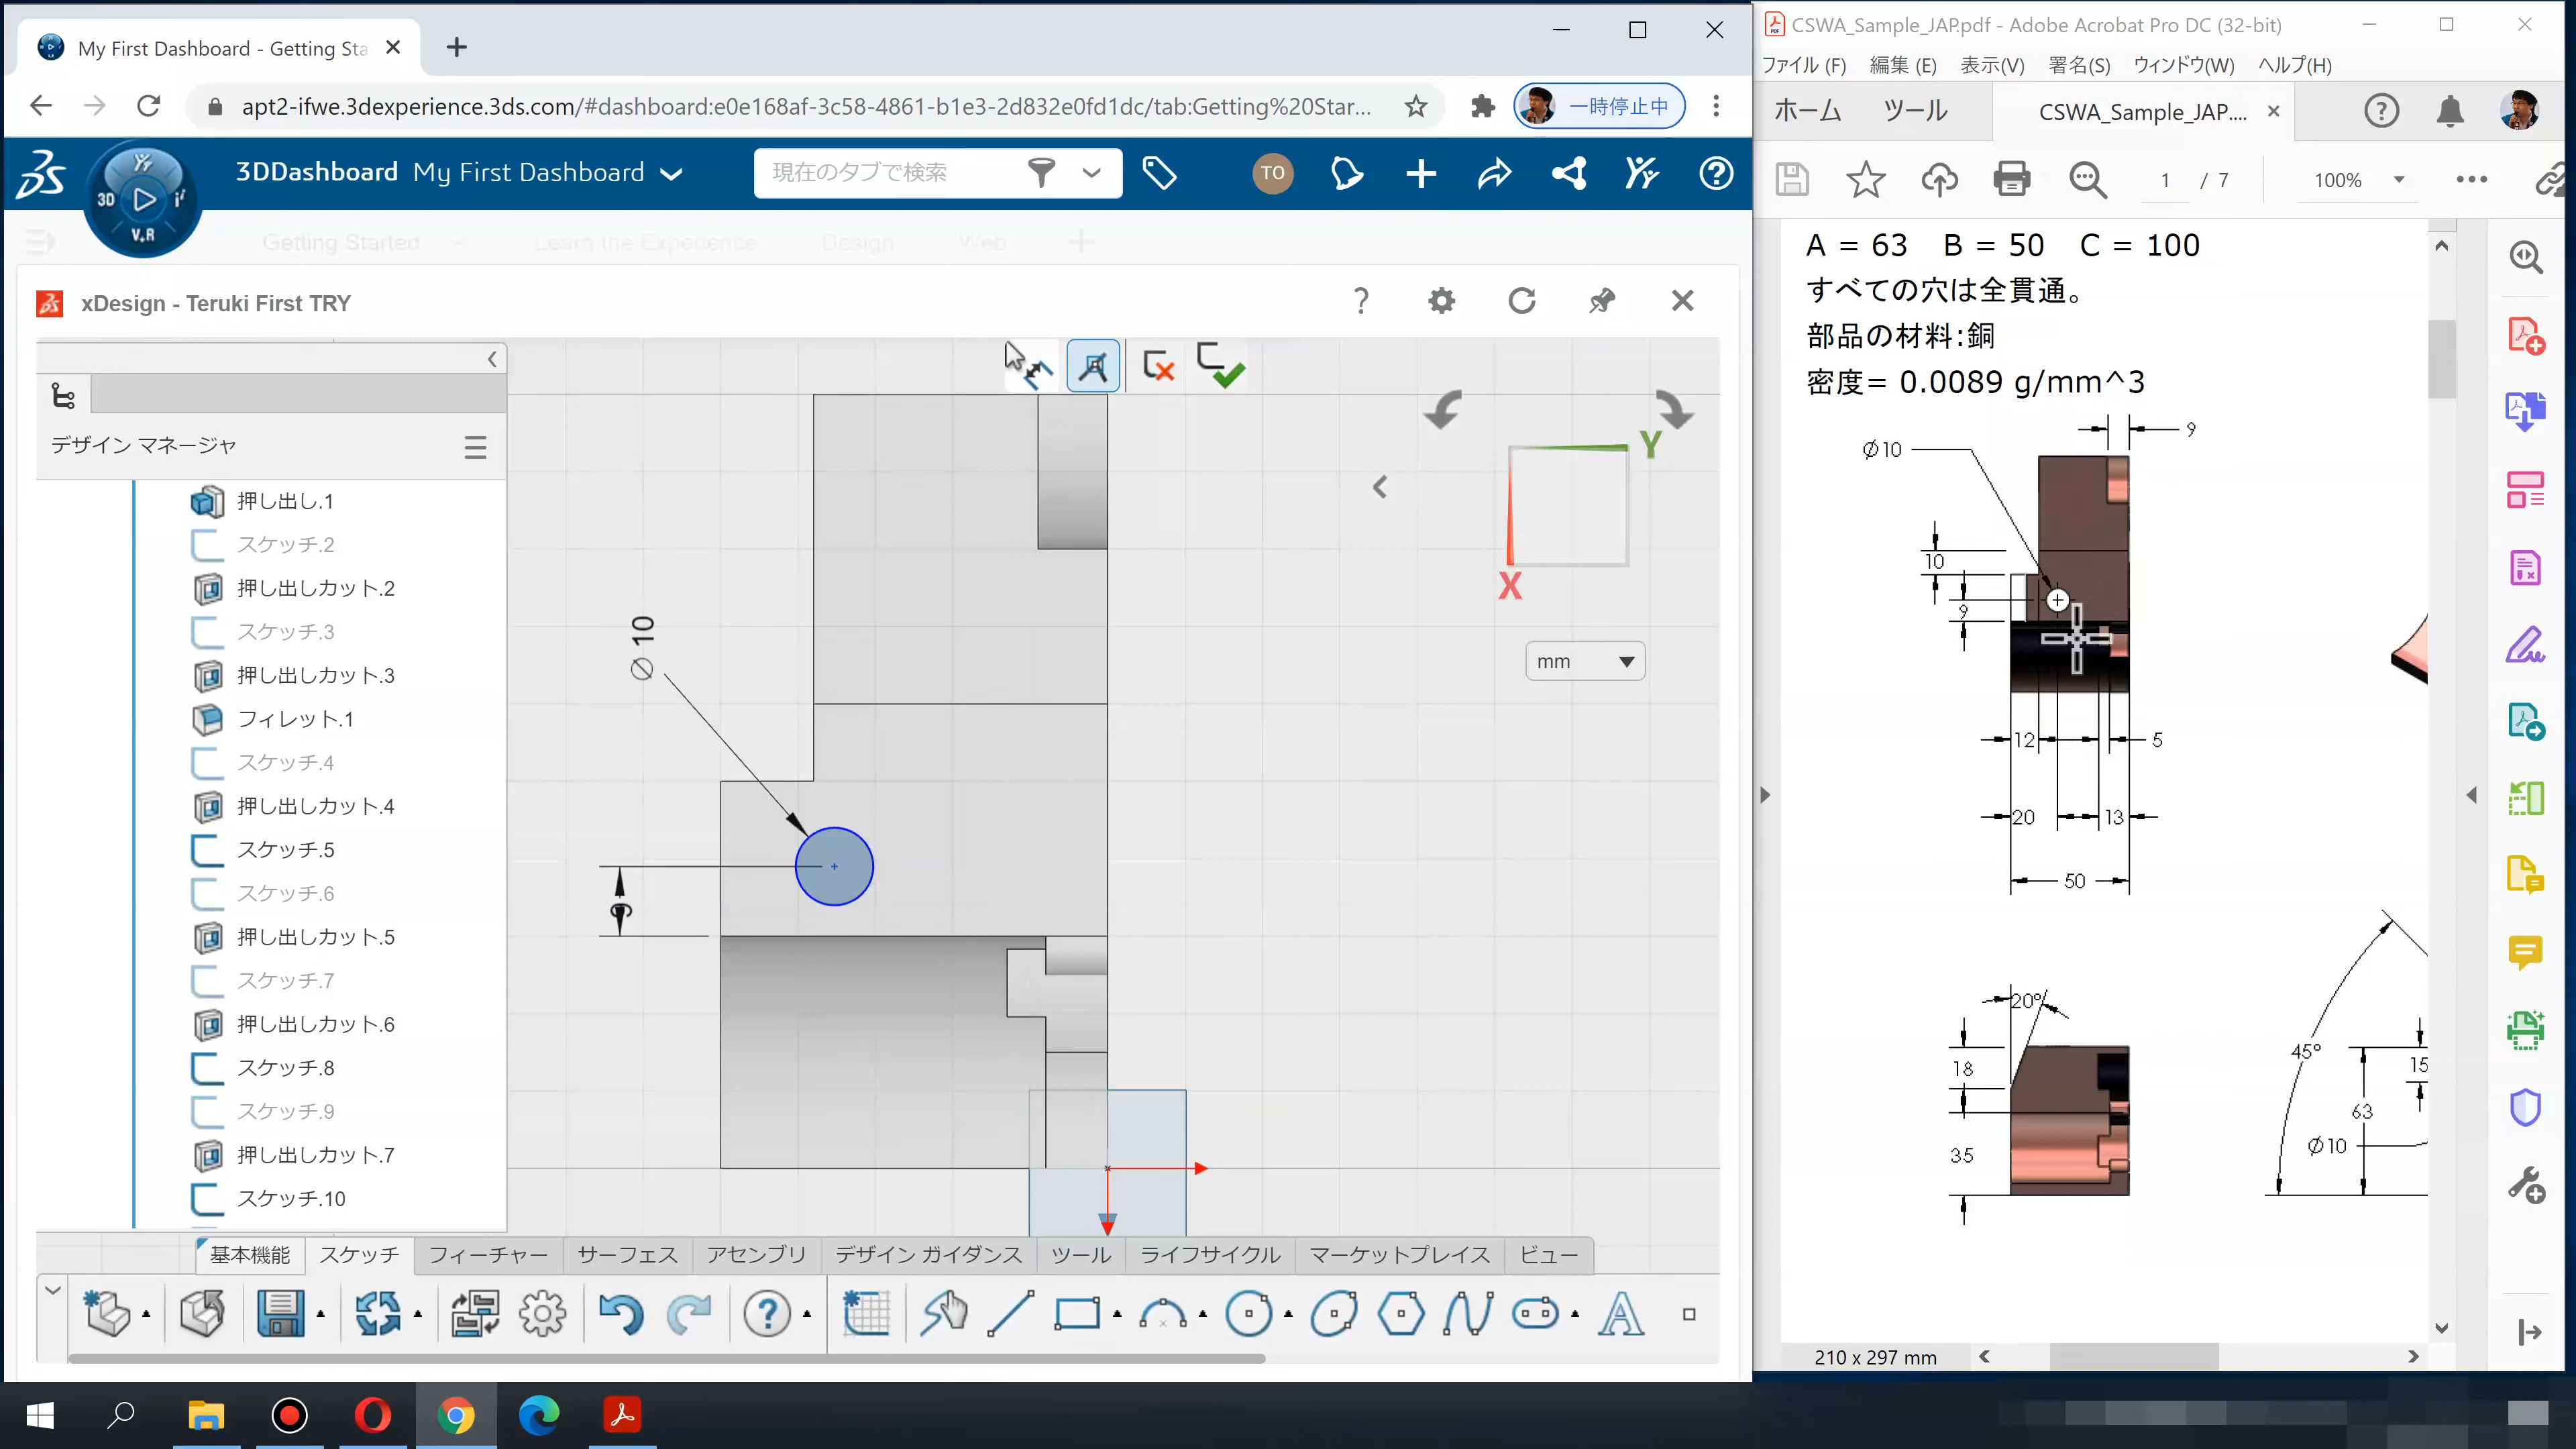 My First Dashboard - Getting Sta
apt2-ifwe.3dexperience.3ds.com/#dashboard:e0e168af-3c58-4861-b1e3-2d832e0fd1dc/tab:Getting%20Star...
一時停止中
3D
V.R
3DDashboard My First Dashboard
現在のタブで検索
TO
Getting Started
Learn the Experience
Design
Web
xDesign - Teruki First TRY
デザイン マネージャ
押し出し.1
スケッチ.2
押し出しカット.2
スケッチ.3
押し出しカット.3
フィレット.1
スケッチ.4
押し出しカット.4
スケッチ.5
スケッチ.6
押し出しカット.5
スケッチ.7
押し出しカット.6
スケッチ.8
スケッチ.9
押し出しカット.7
スケッチ.10
∅ 10
9
Y
X
mm
基本機能
スケッチ
フィーチャー
サーフェス
アセンブリ
デザイン ガイダンス
ツール
ライフサイクル
マーケットプレイス
ビュー
CSWA_Sample_JAP.pdf - Adobe Acrobat Pro DC (32-bit)
ファイル (F) 編集 (E) 表示(V) 署名(S) ウィンドウ(W) ヘルプ(H)
ホーム ツール CSWA_Sample_JAP....
1 / 7
100%
A = 63 B = 50 C = 100
すべての穴は全貫通。
部品の材料:銅
密度= 0.0089 g/mm^3
9
∅10
10
9
12
5
20
13
50
20°
18
35
45°
15
63
∅10
210 x 297 mm